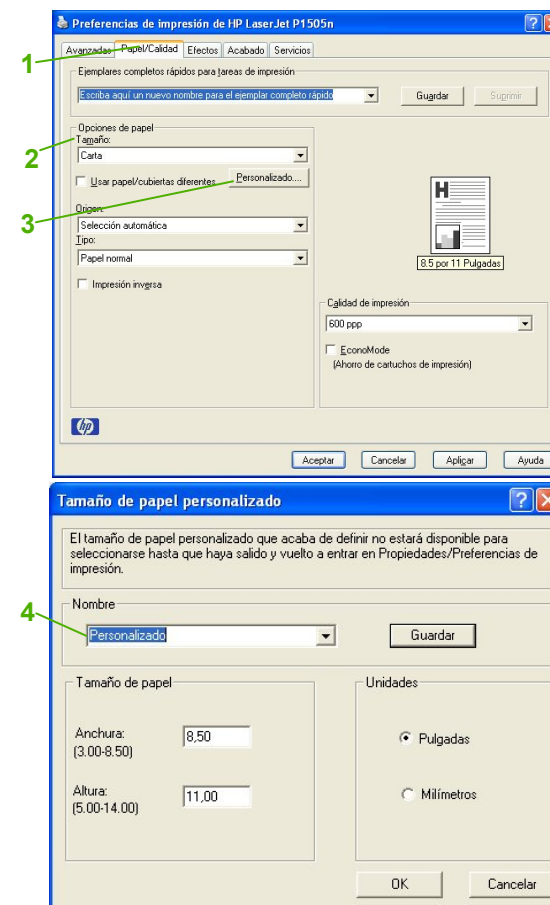 Preferencias de impresión de HP LaserJet P1505n
Avanzadas Papel/Calidad Efectos Acabado Servicios
1
Ejemplares completos rápidos para tareas de impresión
Escriba aquí un nuevo nombre para el ejemplar completo rápido Guardar Suprimir
Opciones de papel
2
Tamaño:
Carta
Usar papel/cubiertas diferentes Personalizado....
3
Origen:
Selección automática
Tipo:
Papel normal
Impresión inversa
H
8.5 por 11 Pulgadas
Calidad de impresión
600 ppp
EconoMode
(Ahorro de cartuchos de impresión)
hp
Aceptar Cancelar Aplicar Ayuda
Tamaño de papel personalizado
El tamaño de papel personalizado que acaba de definir no estará disponible para
seleccionarse hasta que haya salido y vuelto a entrar en Propiedades/Preferencias de
impresión.
4
Nombre
Personalizado Guardar
Tamaño de papel
Anchura: 8,50
(3.00-8.50)
Altura: 11,00
(5.00-14.00)
Unidades
Pulgadas
Milímetros
OK Cancelar